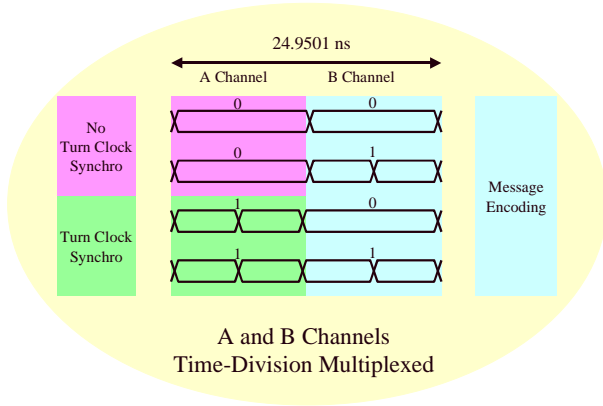 24.9501 ns
A Channel B Channel
0 0
No
Turn Clock
Synchro
0 1
Message
Encoding
1 0
Turn Clock
Synchro
1 1
A and B Channels
Time-Division Multiplexed